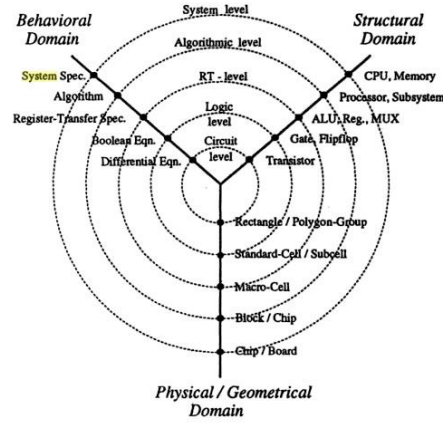 System level
Behavioral
Domain
Structural
Domain
Algorithmic level
System Spec.
CPU, Memory
RT - level
Algorithm
Processor, Subsystem
Logic
level
Register-Transfer Spec.
ALU, Reg., MUX
Circuit
level
Boolean Eqn.
Gate, Flipflop
Differential Eqn.
Transistor
Rectangle / Polygon-Group
Standard-Cell / Subcell
Macro-Cell
Block / Chip
Chip / Board
Physical / Geometrical
Domain